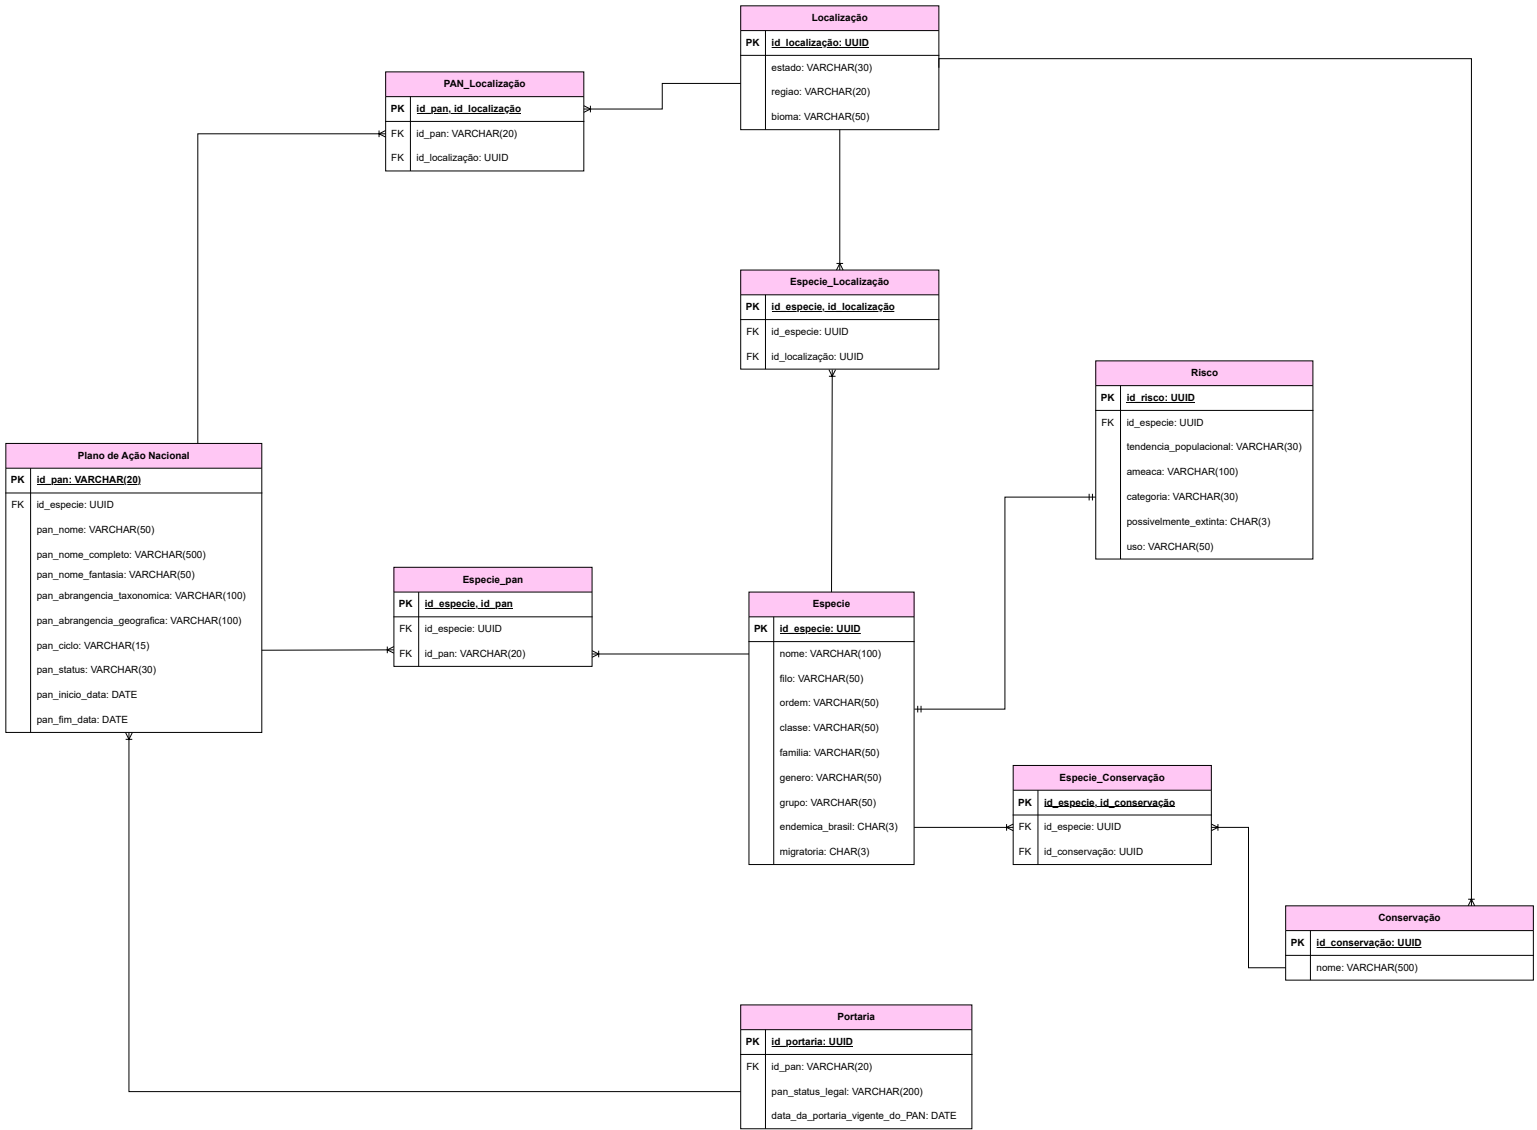 Localização
PK id_localização: UUID
estado: VARCHAR(30)
regiao: VARCHAR(20)
bioma: VARCHAR(50)
PAN_Localização
PK id_pan, id_localização
FK id_pan: VARCHAR(20)
FK id_localização: UUID
Especie_Localização
PK id_especie, id_localização
FK id_especie: UUID
FK id_localização: UUID
Risco
PK id_risco: UUID
FK id_especie: UUID
tendencia_populacional: VARCHAR(30)
ameaca: VARCHAR(100)
categoria: VARCHAR(30)
possivelmente_extinta: CHAR(3)
uso: VARCHAR(50)
Plano de Ação Nacional
PK id_pan: VARCHAR(20)
FK id_especie: UUID
pan_nome: VARCHAR(50)
pan_nome_completo: VARCHAR(500)
pan_nome_fantasia: VARCHAR(50)
pan_abrangencia_taxonomica: VARCHAR(100)
pan_abrangencia_geografica: VARCHAR(100)
pan_ciclo: VARCHAR(15)
pan_status: VARCHAR(30)
pan_inicio_data: DATE
pan_fim_data: DATE
Especie_pan
PK id_especie, id_pan
FK id_especie: UUID
FK id_pan: VARCHAR(20)
Especie
PK id_especie: UUID
nome: VARCHAR(100)
filo: VARCHAR(50)
ordem: VARCHAR(50)
classe: VARCHAR(50)
familia: VARCHAR(50)
genero: VARCHAR(50)
grupo: VARCHAR(50)
endemica_brasil: CHAR(3)
migratoria: CHAR(3)
Especie_Conservação
PK id_especie, id_conservação
FK id_especie: UUID
FK id_conservação: UUID
Conservação
PK id_conservação: UUID
nome: VARCHAR(500)
Portaria
PK id_portaria: UUID
FK id_pan: VARCHAR(20)
pan_status_legal: VARCHAR(200)
data_da_portaria_vigente_do_PAN: DATE